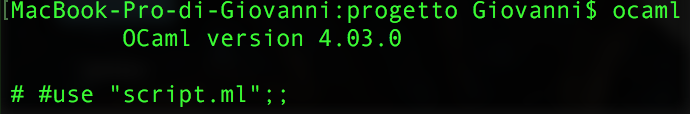 [MacBook-Pro-di-Giovanni:progetto Giovanni$ ocaml
OCaml version 4.03.0
# #use "script.ml";;